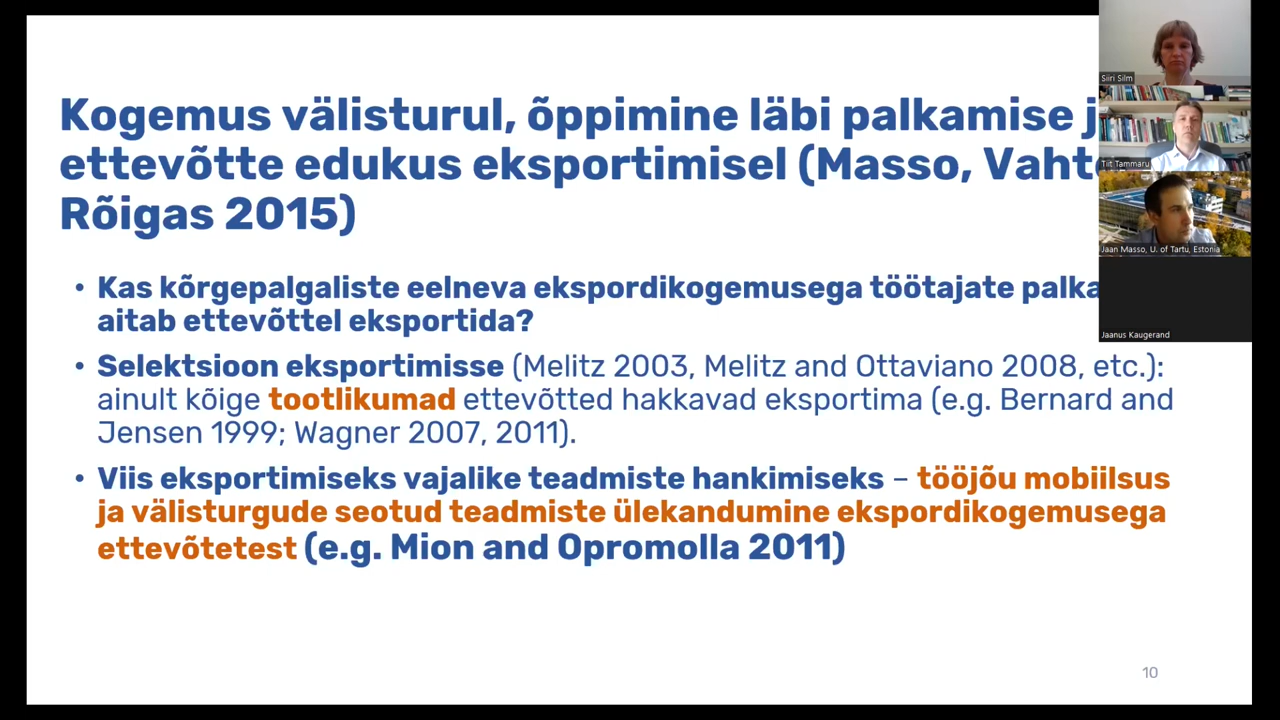 Kogemus välisturul, õppimine läbi palkamise
ettevõtte edukus eksportimisel (Masso,
Rõigas 2015)
• Kas kõrgepalgaliste eelneva ekspordikogemusega töötajate
aitab ettevõttel eksportida?
• Selektsioon eksportimisse (Melitz 2003, Melitz and Ottaviano 2008, etc.):
ainult kõige tootlikumad ettevõtted hakkavad eksportima (e.g. Bernard and
Jensen 1999; Wagner 2007, 2011).
• Viis eksportimiseks vajalike teadmiste hankimiseks – tööjõu mobiilsus
ja välisturgude seotud teadmiste ülekandumine ekspordikogemusega
ettevõtetest (e.g. Mion and Opromolla 2011)
10
Siiri Silm
Tiit Tammaru
Jaan Masso, U. of Tartu, Estonia
Jaanus Kaugerand